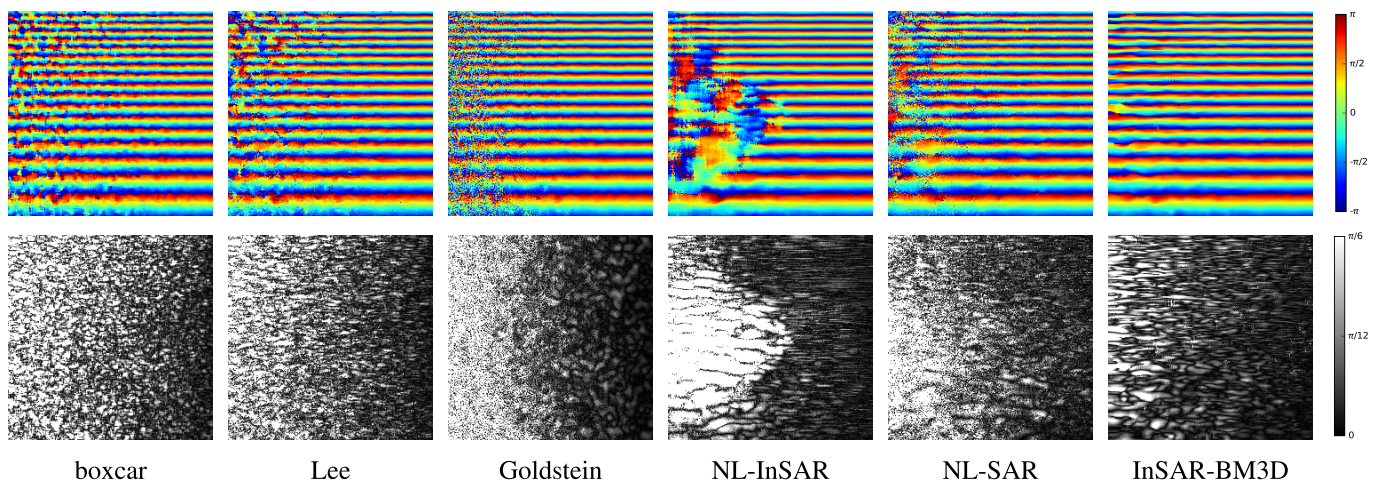 π
π/2
0
-π/2
-π
π/6
π/12
0
boxcar Lee Goldstein NL-InSAR NL-SAR InSAR-BM3D